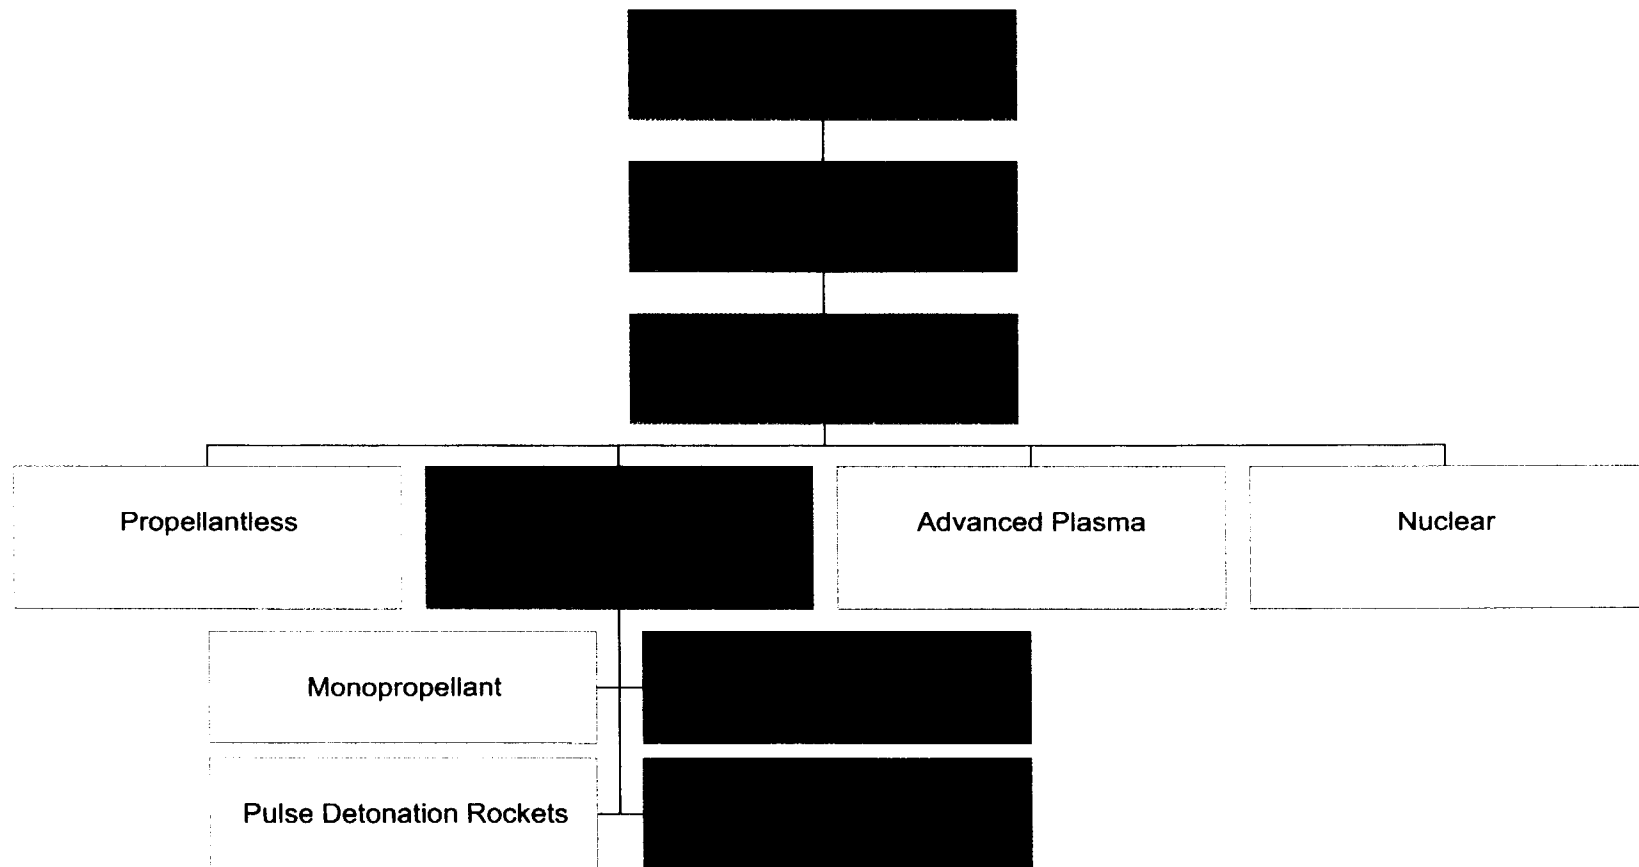 Propellantless
Advanced Plasma
Nuclear
Monopropellant
Pulse Detonation Rockets